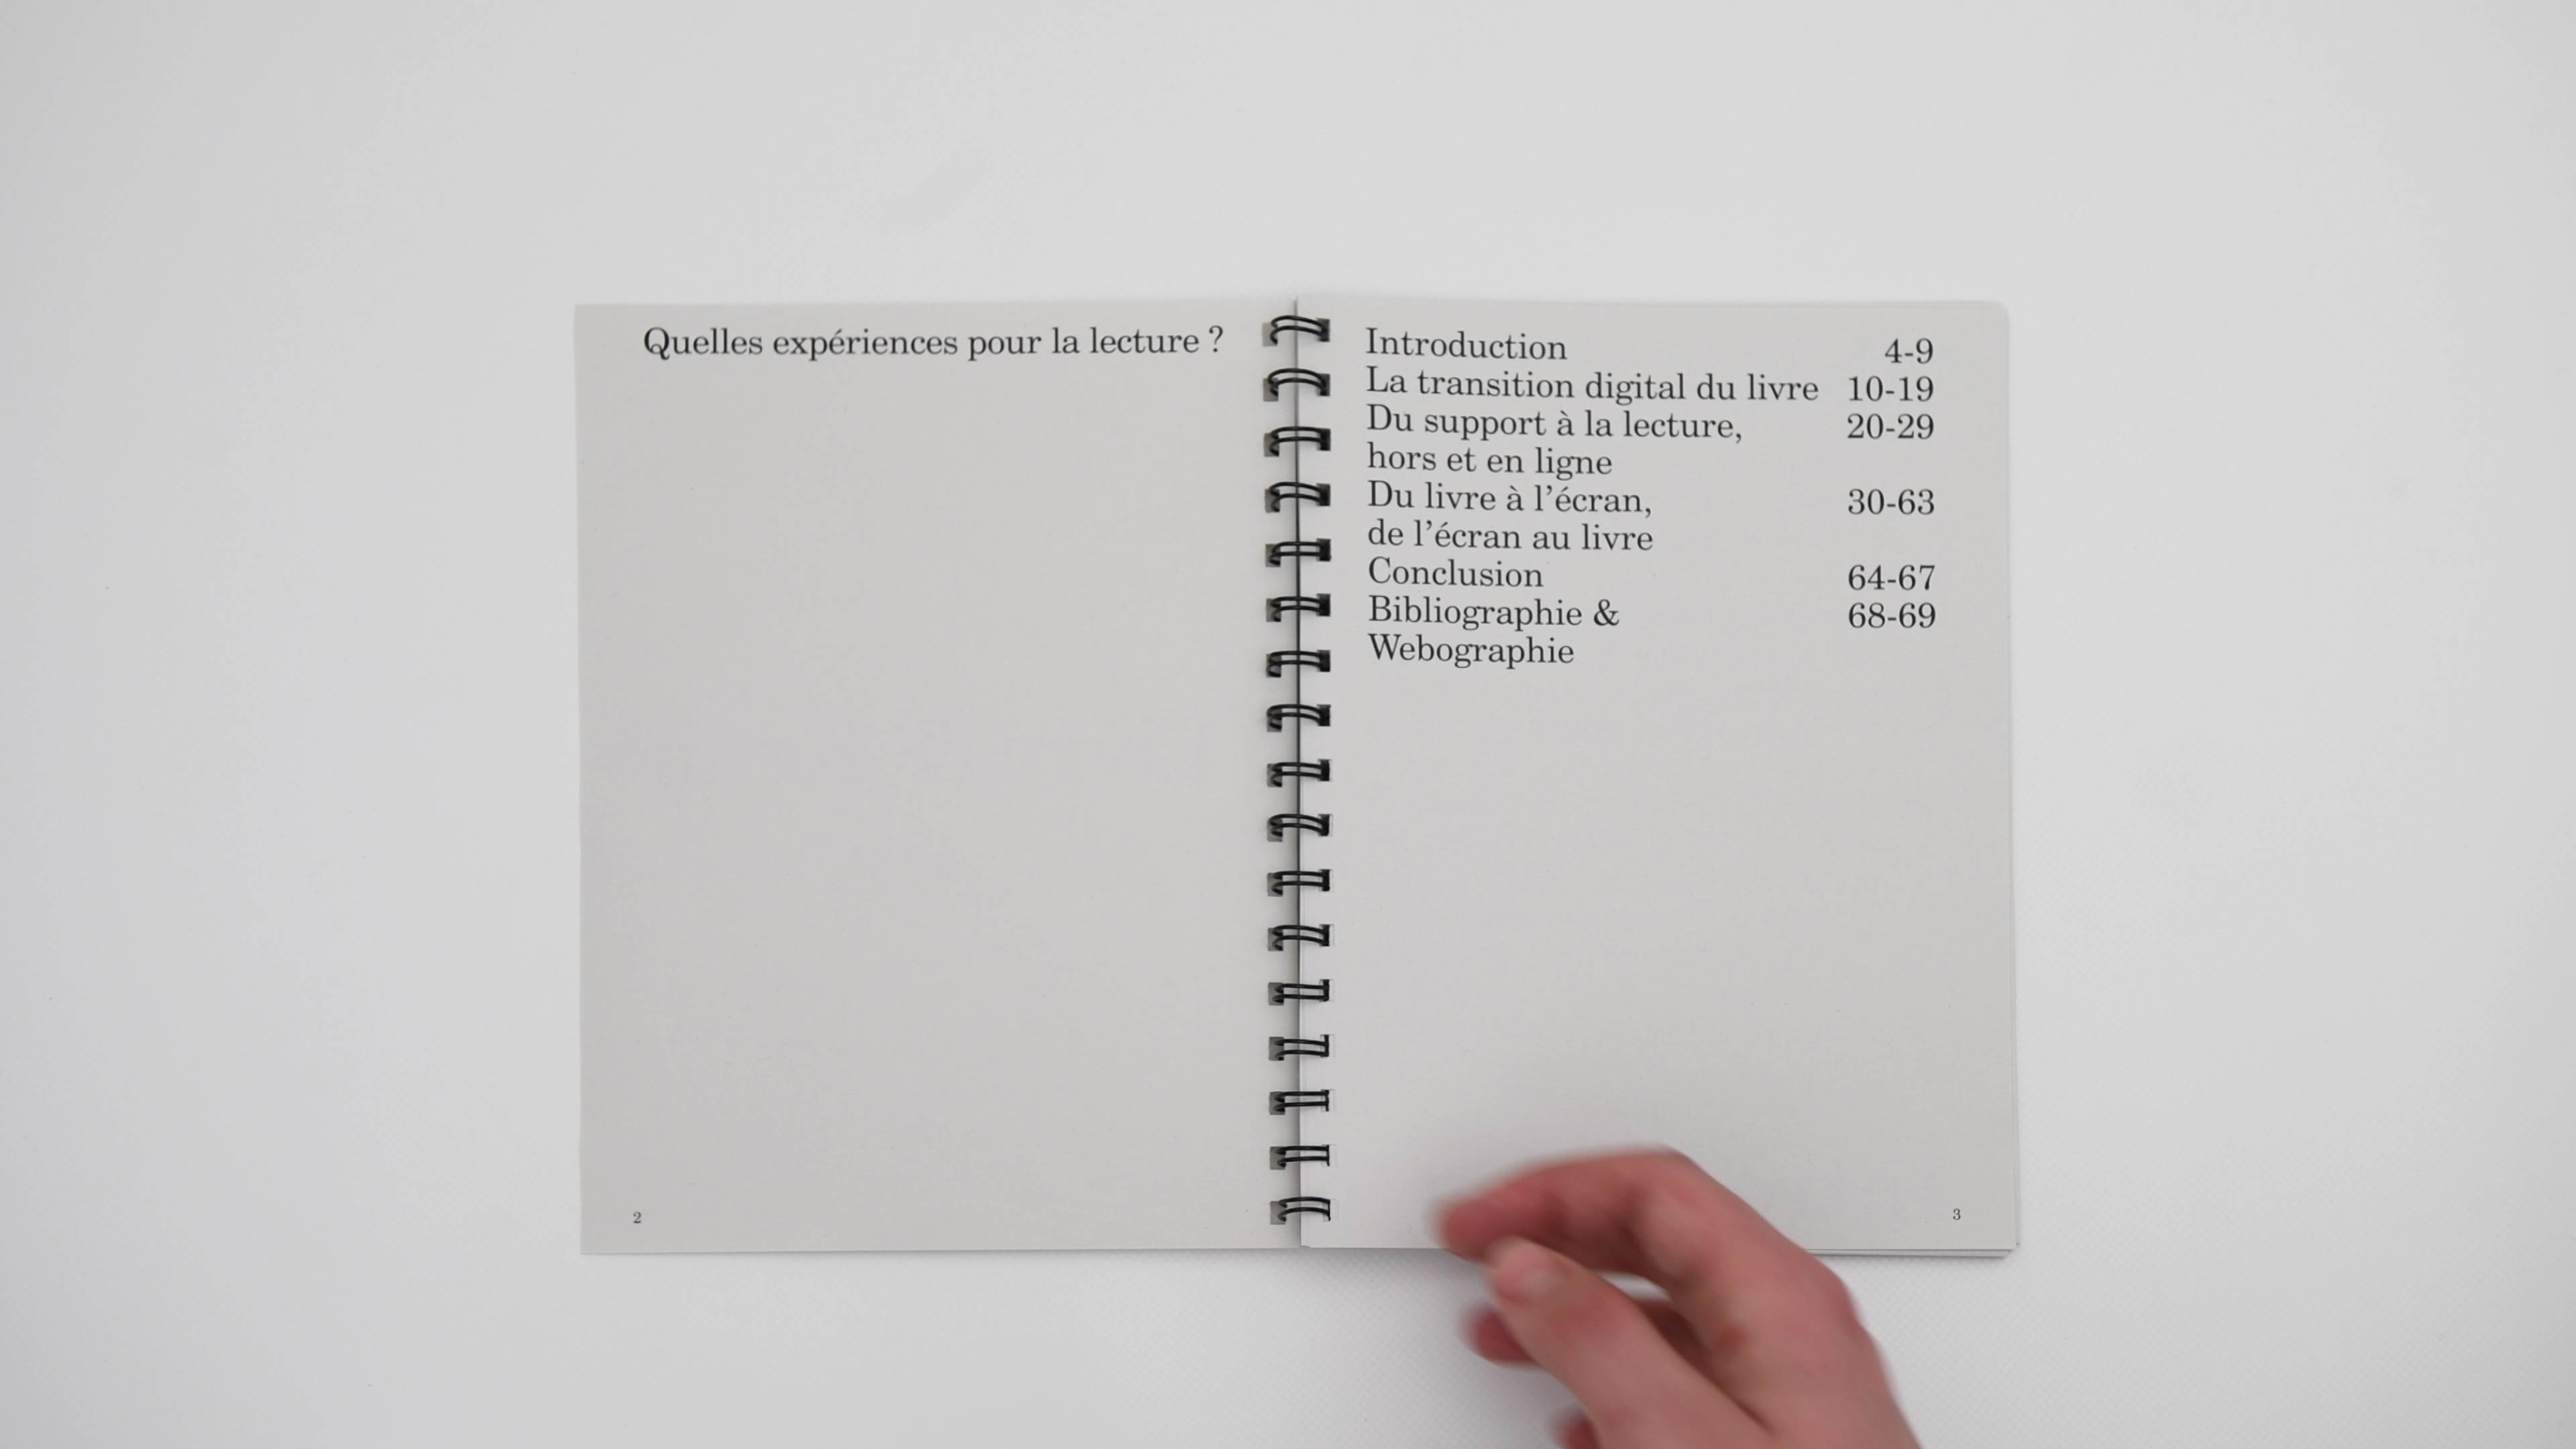 Quelles expériences pour la lecture ?
2
Introduction 4-9
La transition digital du livre 10-19
Du support à la lecture, 20-29
hors et en ligne
Du livre à l’écran, 30-63
de l’écran au livre
Conclusion 64-67
Bibliographie & 68-69
Webographie
3